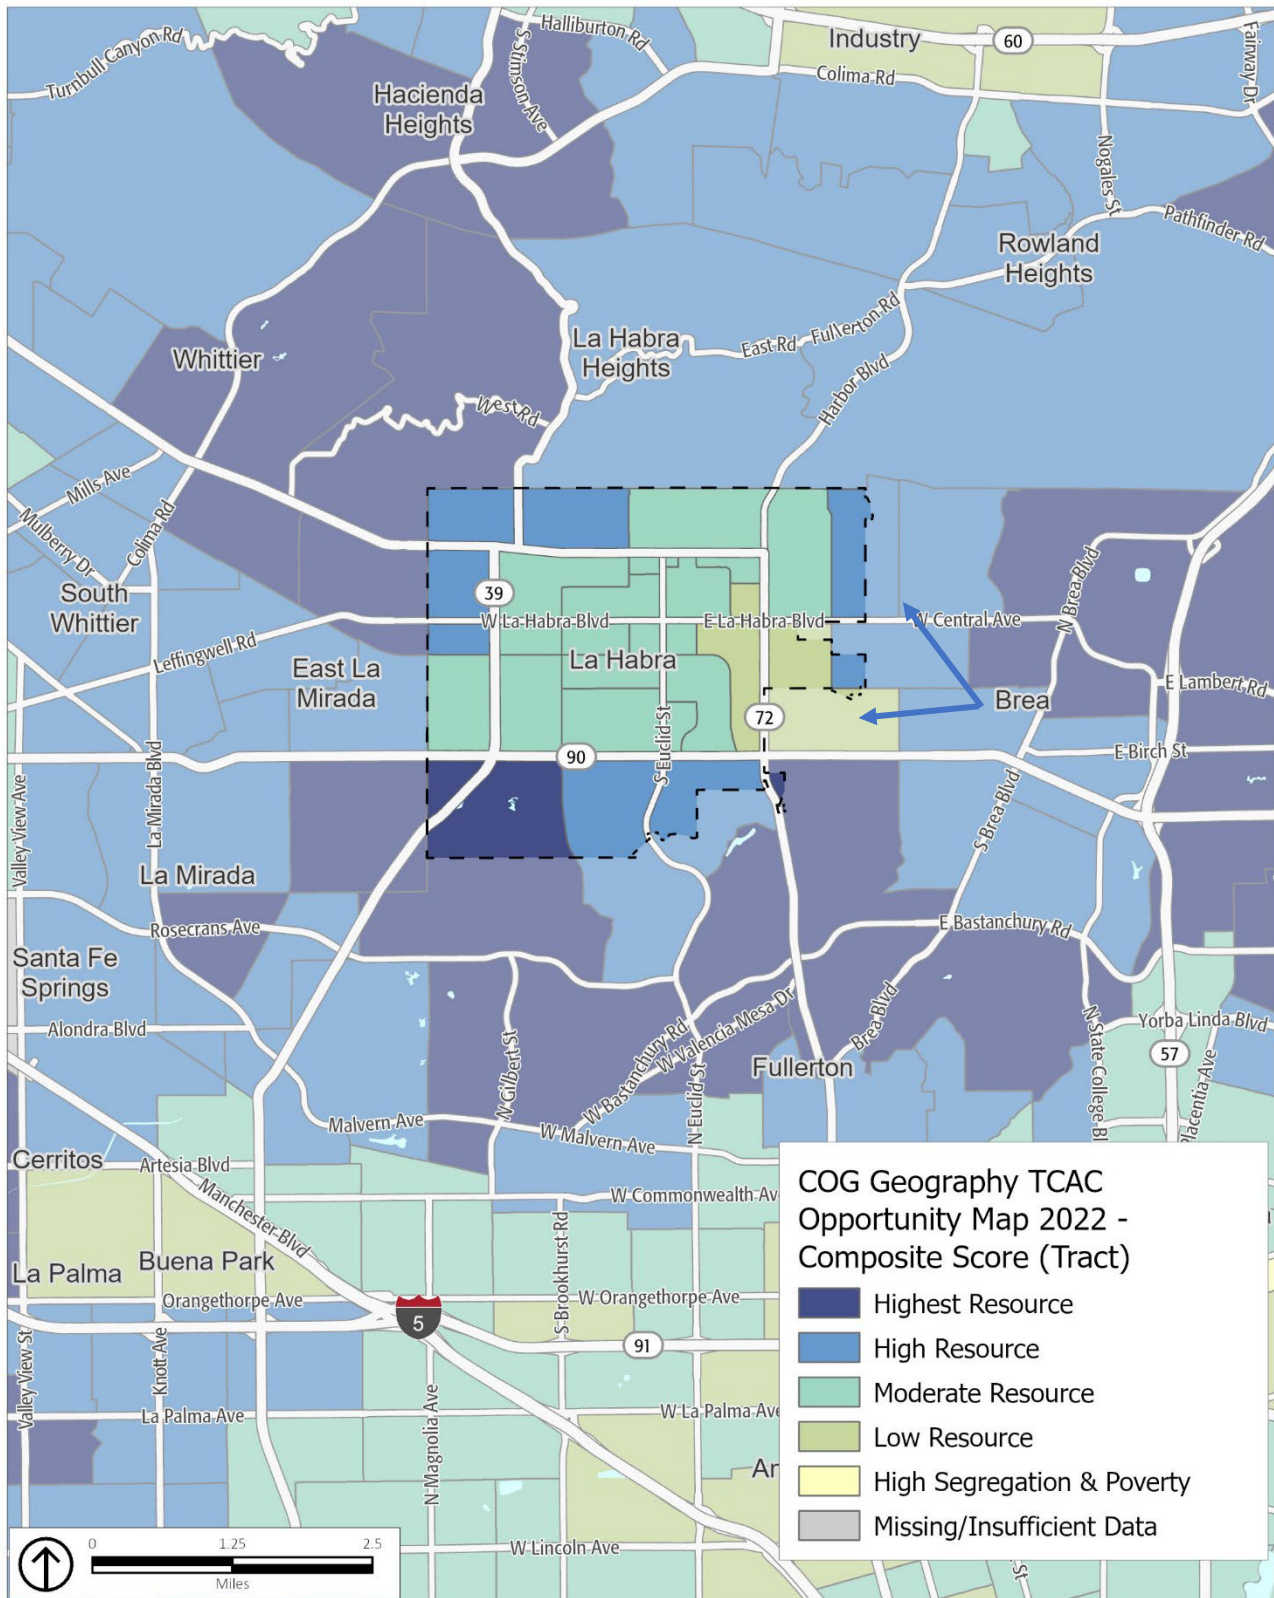 Turnbull Canyon Rd
Halliburton Rd
S Stimson Ave
Industry
60
Fairway Dr
Colima Rd
Hacienda
Heights
Nogales St
Pathfinder Rd
Rowland
Heights
Fullerton Rd
East Rd
La Habra
Heights
Whittier
Harbor Blvd
West Rd
Mills Ave
Mulberry Dr
Colima Rd
South
Whittier
39
N Brea Blvd
W La Habra Blvd
E La Habra Blvd
W Central Ave
Leffingwell Rd
La Habra
East La
Mirada
E Lambert Rd
Brea
72
S Euclid St
90
E Birch St
Valley View Ave
La Mirada Blvd
S Brea Blvd
La Mirada
Rosecrans Ave
E Bastanchury Rd
Santa Fe
Springs
Alondra Blvd
W Valencia Mesa Dr
W Bastanchury Rd
Brea Blvd
N State College Bl
Yorba Linda Blvd
57
Placentia Ave
Fullerton
N Gilbert St
N Euclid St
Malvern Ave
W Malvern Ave
Cerritos
Artesia Blvd
Manchester Blvd
W Commonwealth Av
S Brookhurst Rd
La Palma
Buena Park
Orangethorpe Ave
W Orangethorpe Ave
5
91
Valley View St
Knott Ave
La Palma Ave
N Magnolia Ave
W La Palma Ave
An
W Lincoln Ave
St
COG Geography TCAC
Opportunity Map 2022 -
Composite Score (Tract)
Highest Resource
High Resource
Moderate Resource
Low Resource
High Segregation & Poverty
Missing/Insufficient Data
0 1.25 2.5
Miles